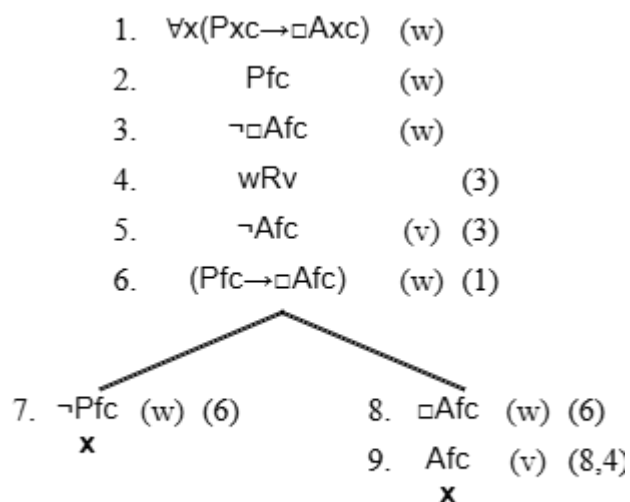 1. ∀x(Pxc→□Axc) (w)
2. Pfc (w)
3. ¬□Afc (w)
4. wRv (3)
5. ¬Afc (v) (3)
6. (Pfc→□Afc) (w) (1)
7. ¬Pfc (w) (6)
x
8. □Afc (w) (6)
9. Afc (v) (8,4)
x